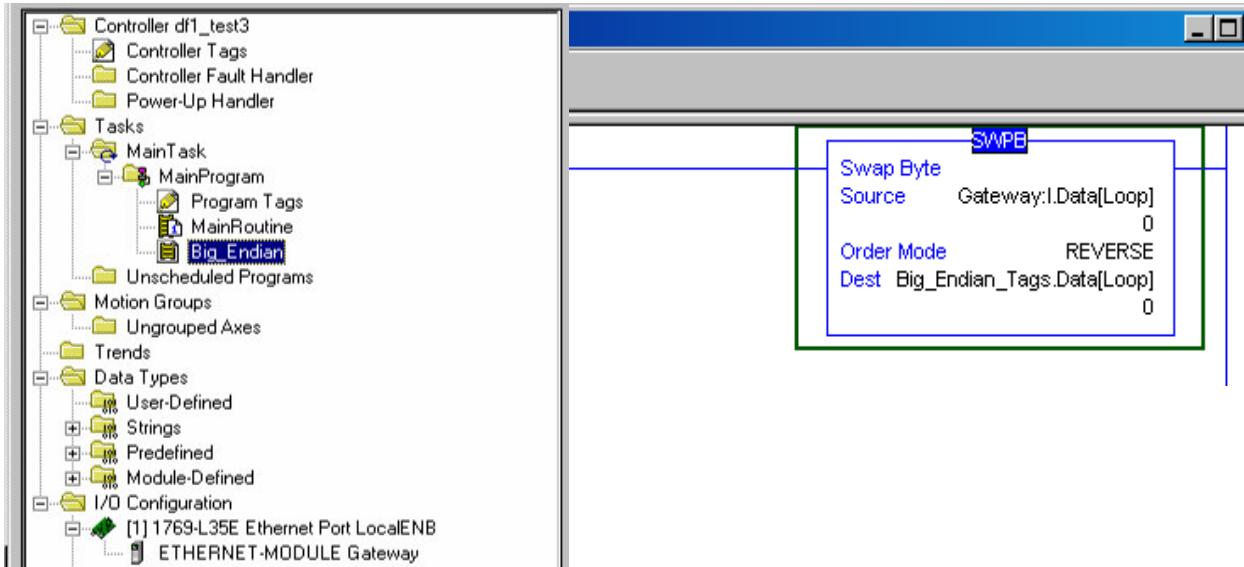 Controller df1_test3
Controller Tags
Controller Fault Handler
Power-Up Handler
Tasks
MainTask
MainProgram
Program Tags
MainRoutine
Big_Endian
Unscheduled Programs
Motion Groups
Ungrouped Axes
Trends
Data Types
User-Defined
Strings
Predefined
Module-Defined
I/O Configuration
[1] 1769-L35E Ethernet Port LocalENB
ETHERNET-MODULE Gateway
SWPB
Swap Byte
Source Gateway:I.Data[Loop]
0
Order Mode REVERSE
Dest Big_Endian_Tags.Data[Loop]
0